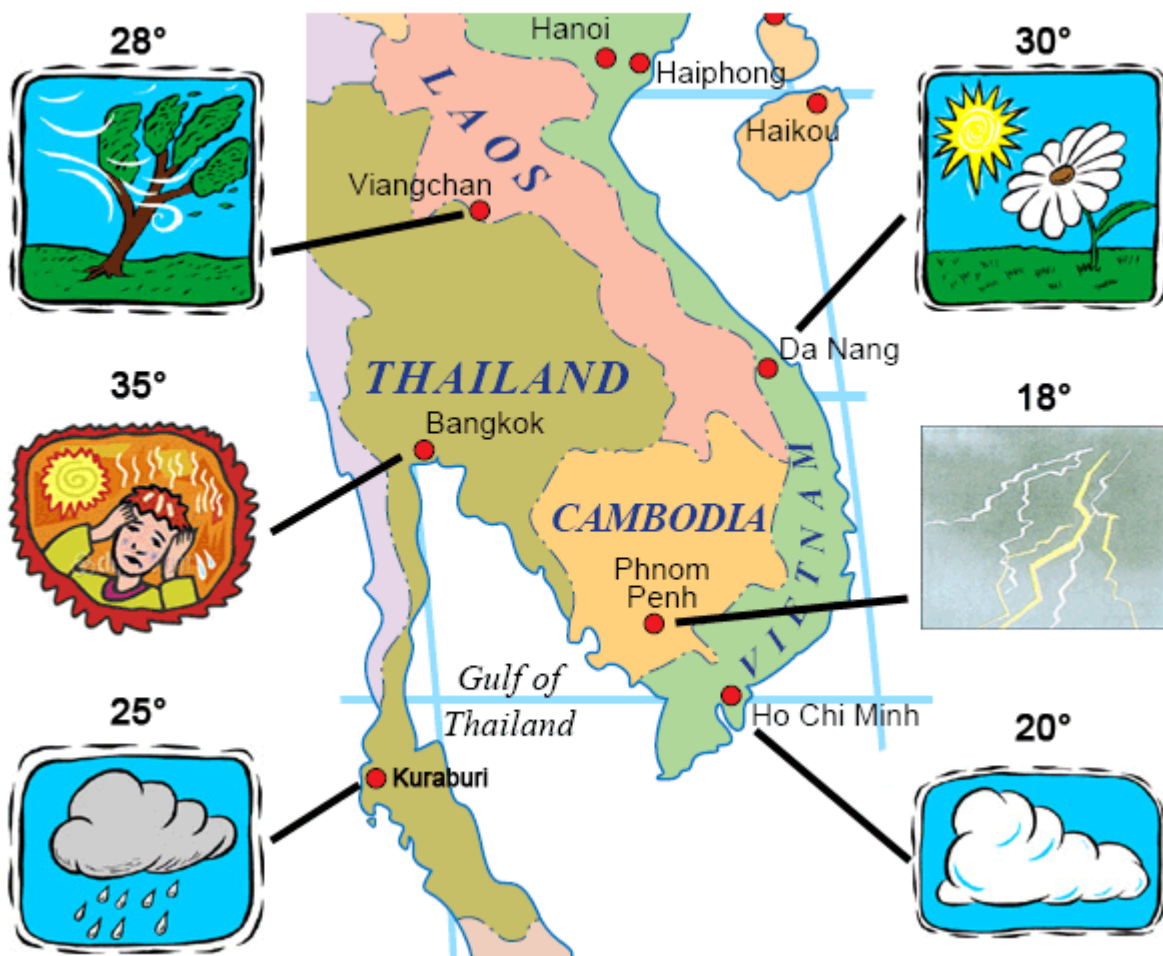 28°
Hanoi
30°
Haiphong
LAOS
Haikou
Viangchan
Da Nang
THAILAND
35°
18°
Bangkok
CAMBODIA
VIETNAM
Phnom
Penh
Gulf of
Thailand
25°
Ho Chi Minh
20°
Kuraburi